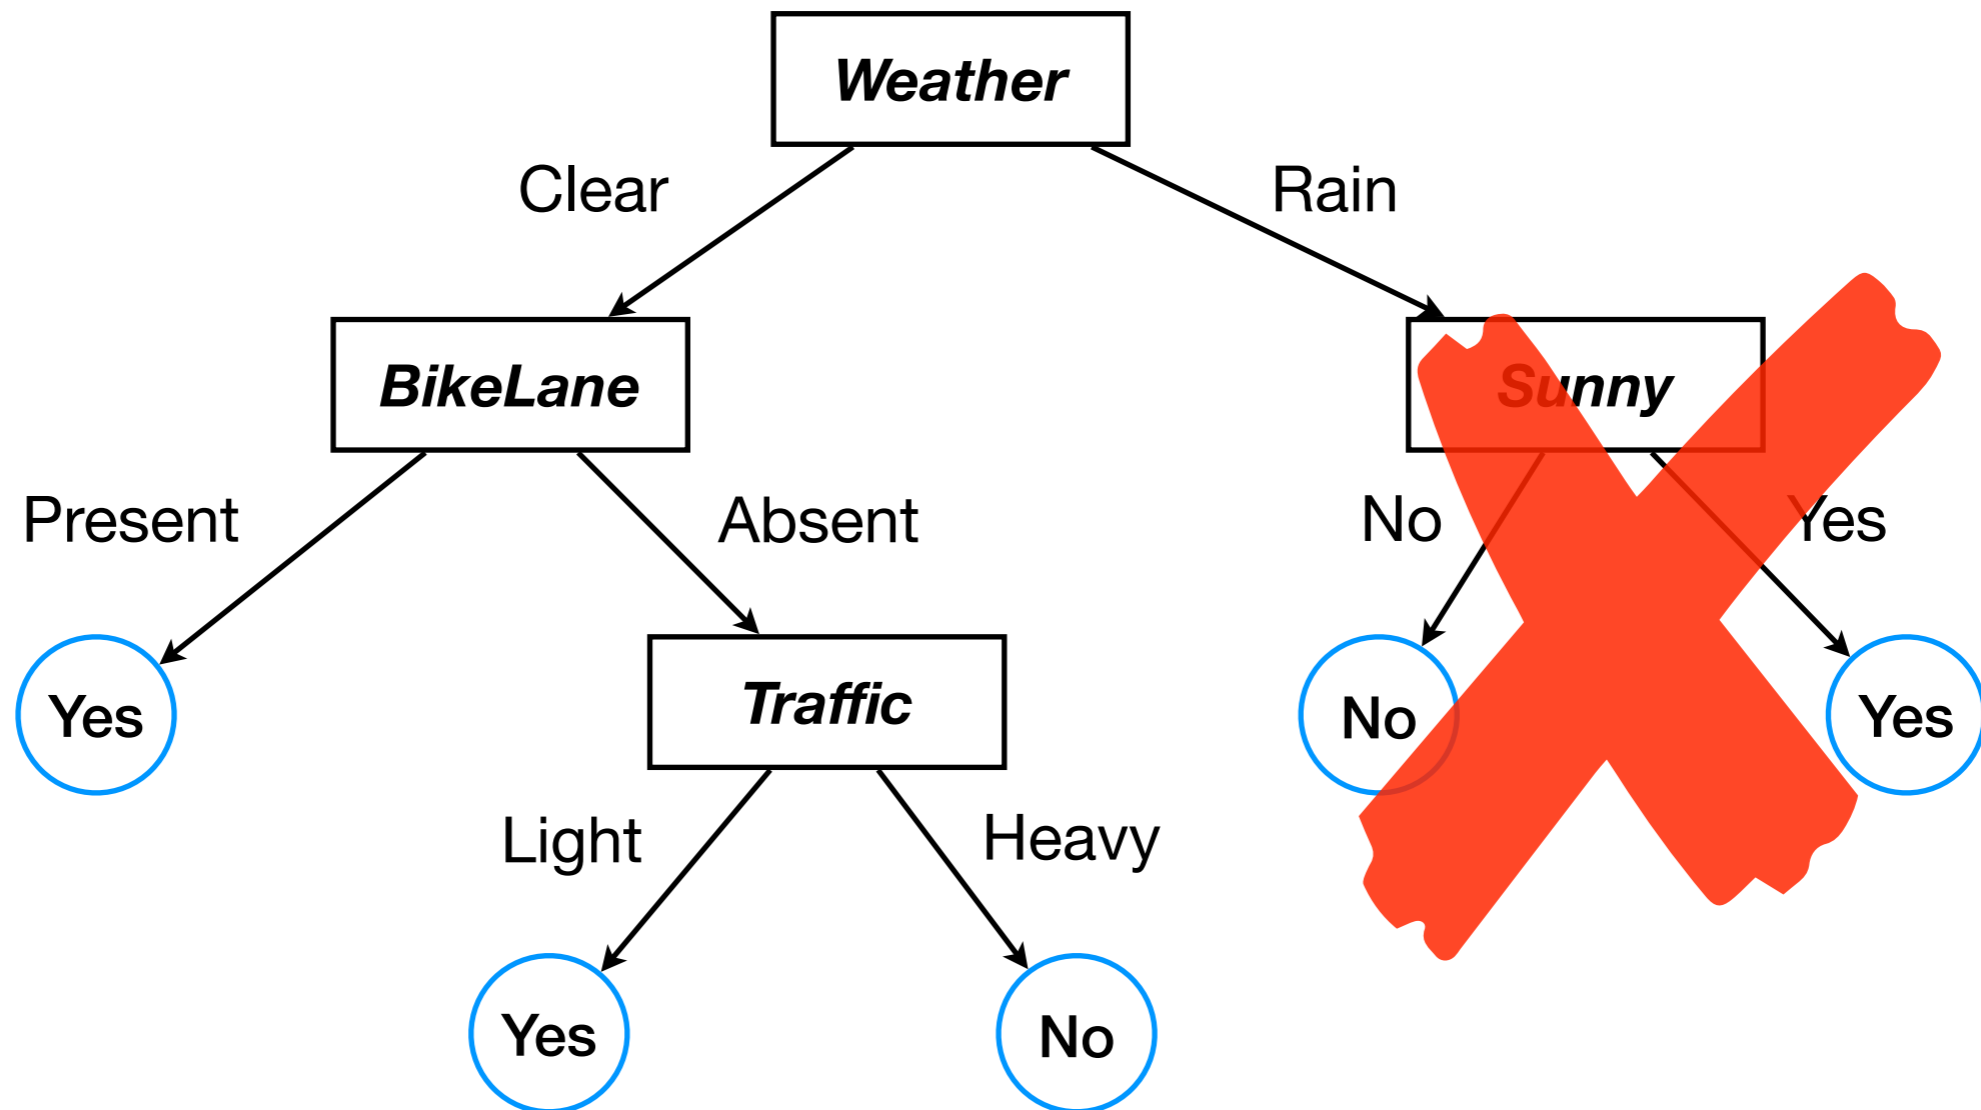 Weather
Clear
Rain
BikeLane
Sunny
Present
Absent
No
Yes
Yes
Traffic
No
Yes
Light
Heavy
Yes
No